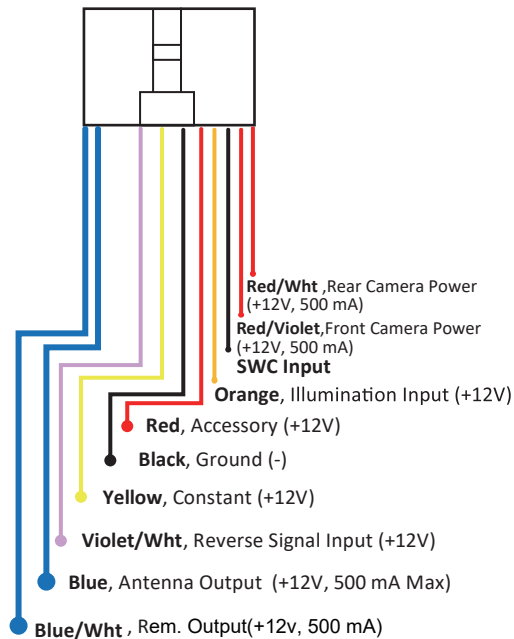 Red/Wht ,Rear Camera Power
(+12V, 500 mA)
Red/Violet,Front Camera Power
(+12V, 500 mA)
SWC Input
Orange, Illumination Input (+12V)
Red, Accessory (+12V)
Black, Ground (-)
Yellow, Constant (+12V)
Violet/Wht, Reverse Signal Input (+12V)
Blue, Antenna Output (+12V, 500 mA Max)
Blue/Wht , Rem. Output(+12v, 500 mA)